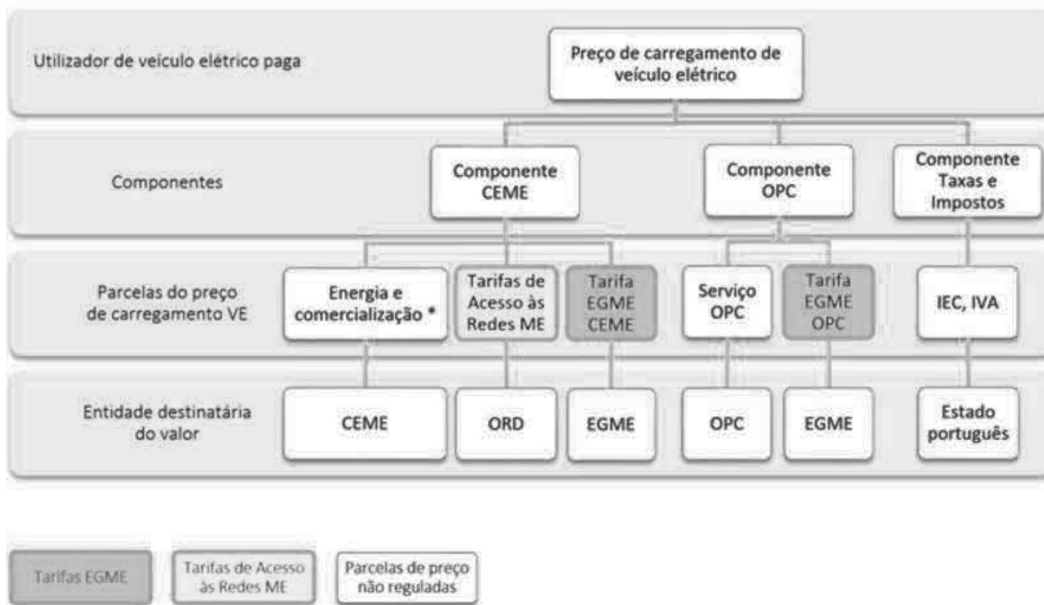 Utilizador de veículo elétrico paga
Preço de carregamento de
veículo elétrico
Componentes
Componente
CEME
Componente
OPC
Componente
Taxas e
Impostos
Parcelas do preço
de carregamento VE
Energia e
comercialização *
Tarifas de
Acesso às
Redes ME
Tarifa
EGME
CEME
Serviço
OPC
Tarifa
EGME
OPC
IEC, IVA
Entidade destinatária
do valor
CEME
ORD
EGME
OPC
EGME
Estado
português
Tarifas EGME
Tarifas de Acesso
às Redes ME
Parcelas de preço
não reguladas